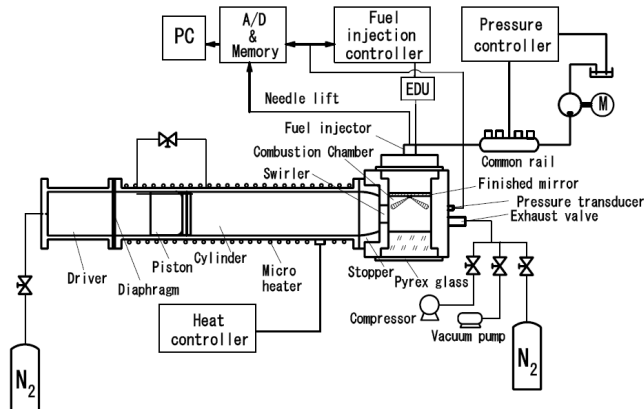 PC
A/D
&
Memory
Fuel
injection
controller
Pressure
controller
EDU
M
Needle lift
Fuel injector
Combustion Chamber
Swirler
Common rail
Finished mirror
Pressure transducer
Exhaust valve
Driver
Diaphragm
Piston
Cylinder
Micro
heater
Stopper
Pyrex glass
Heat
controller
Compressor
Vacuum pump
N2
N2